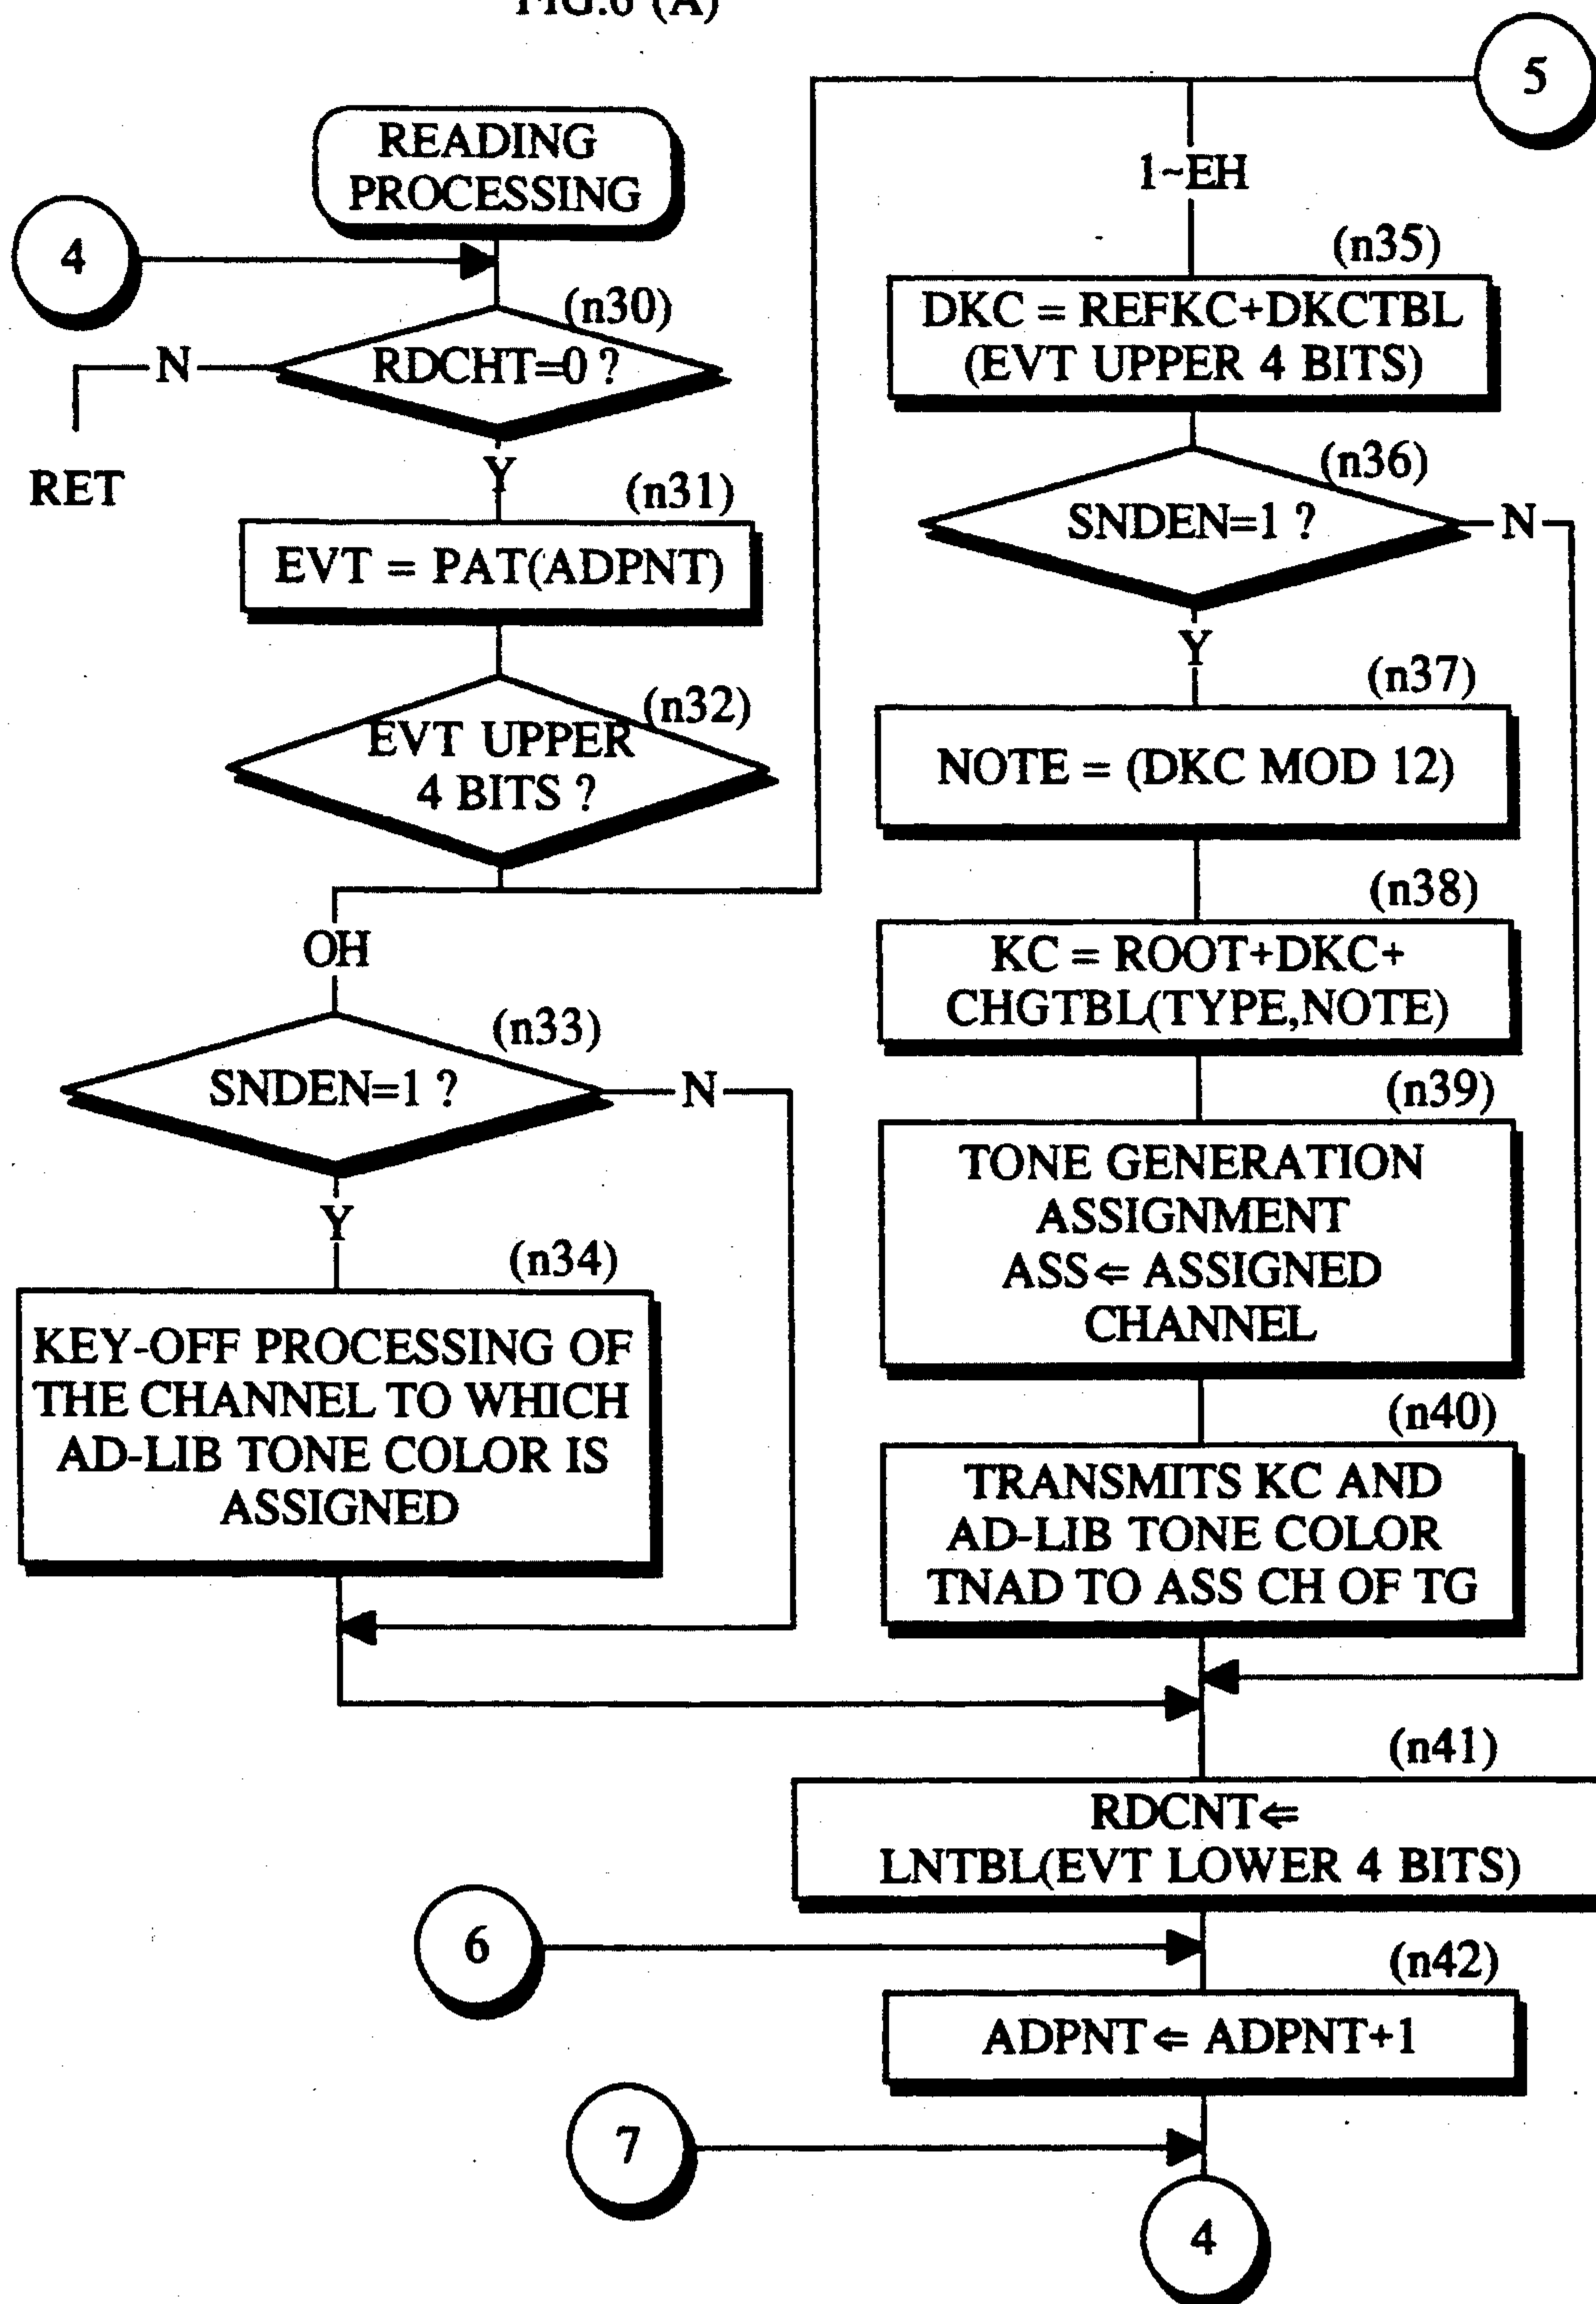 FIG.6 (A)
READING
PROCESSING
4
(n30)
RDCHT=0 ?
N
RET
Y
(n31)
EVT = PAT(ADPNT)
(n32)
EVT UPPER
4 BITS ?
OH
(n33)
SNDEN=1 ?
N
Y
(n34)
KEY-OFF PROCESSING OF
THE CHANNEL TO WHICH
AD-LIB TONE COLOR IS
ASSIGNED
5
1~EH
(n35)
DKC = REFKC+DKCTBL
(EVT UPPER 4 BITS)
(n36)
SNDEN=1 ?
N
Y
(n37)
NOTE = (DKC MOD 12)
(n38)
KC = ROOT+DKC+
CHGTBL(TYPE,NOTE)
(n39)
TONE GENERATION
ASSIGNMENT
ASS⇐ ASSIGNED
CHANNEL
(n40)
TRANSMITS KC AND
AD-LIB TONE COLOR
TNAD TO ASS CH OF TG
(n41)
RDCNT⇐
LNTBL(EVT LOWER 4 BITS)
6
(n42)
ADPNT⇐ ADPNT+1
7
4